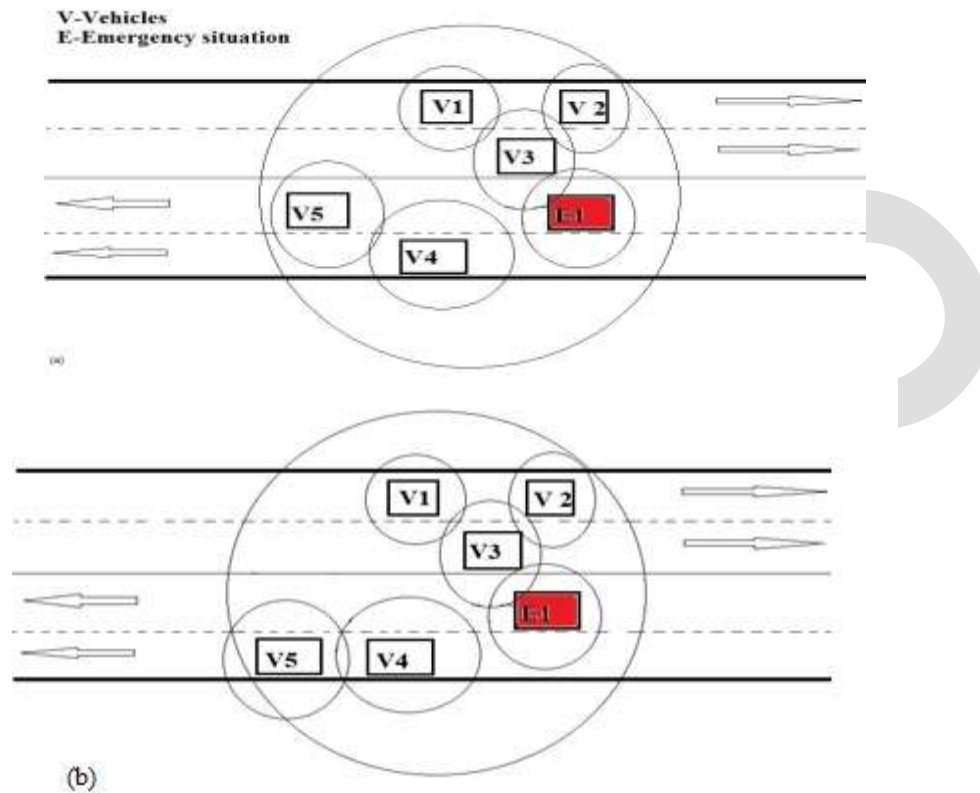 V-Vehicles
E-Emergency situation
V1
V 2
V3
E1
V5
V4
(a)
V1
V 2
V3
E1
V5
V4
(b)